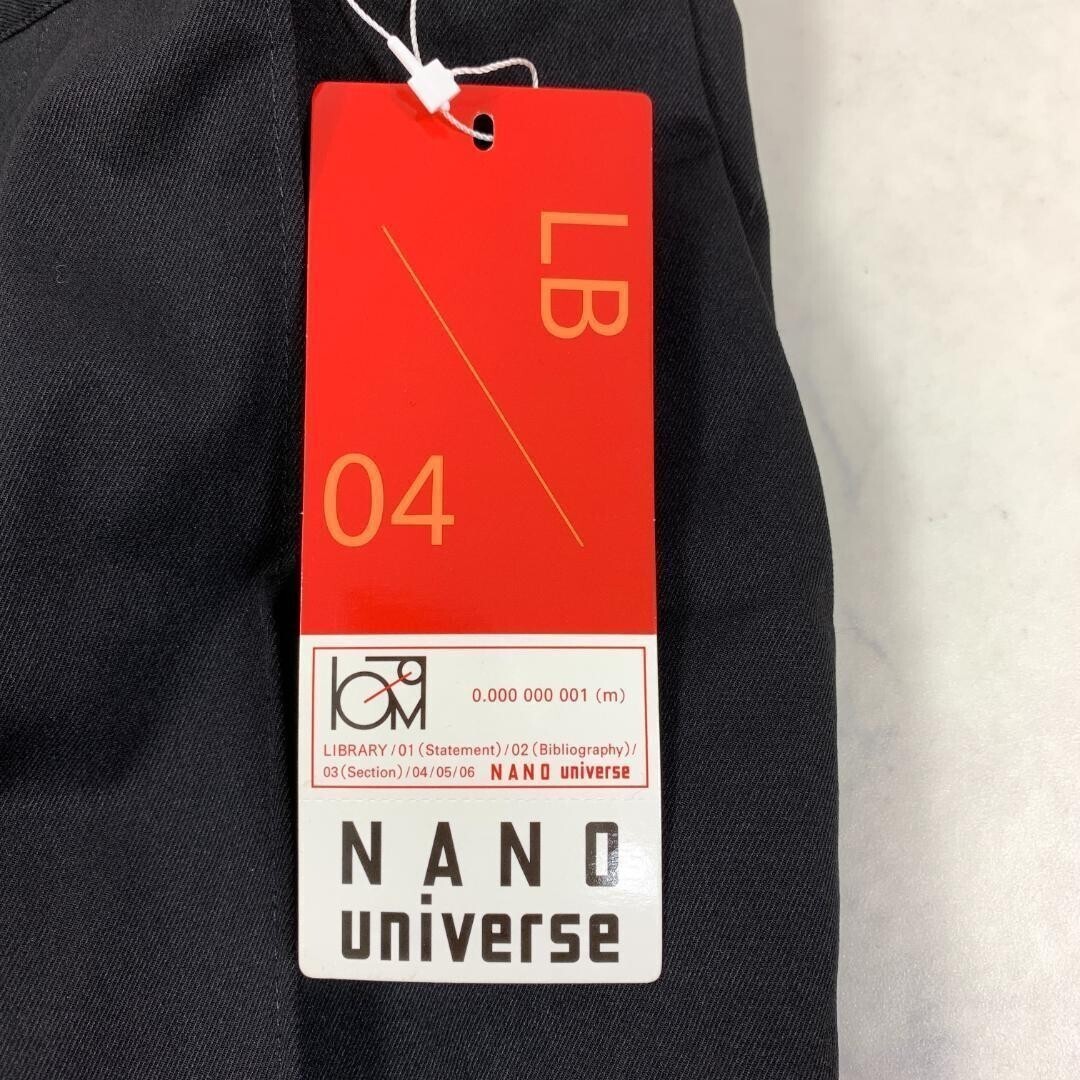 LB
04
0.000 000 001 (m)
LIBRARY/01(Statement)/02(Bibliography)/
03(Section)/04/05/06 NANO universe
NANO
universe